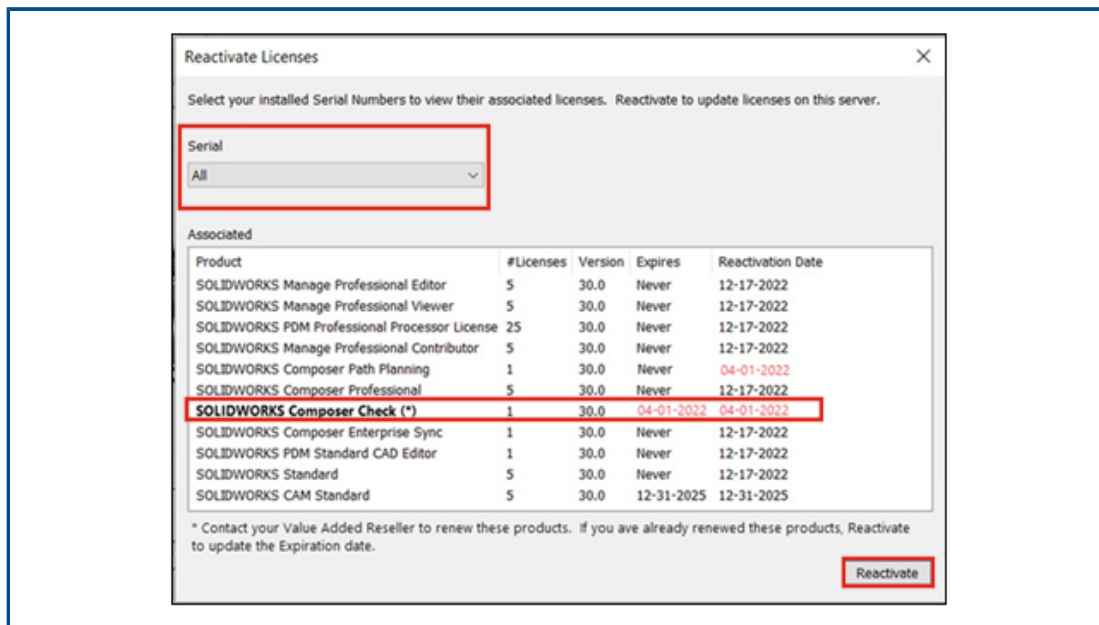 Reactivate Licenses
Select your installed Serial Numbers to view their associated licenses. Reactivate to update licenses on this server.
Serial
All
Associated
Product #Licenses Version Expires Reactivation Date
SOLIDWORKS Manage Professional Editor 5 30.0 Never 12-17-2022
SOLIDWORKS Manage Professional Viewer 5 30.0 Never 12-17-2022
SOLIDWORKS PDM Professional Processor License 25 30.0 Never 12-17-2022
SOLIDWORKS Manage Professional Contributor 5 30.0 Never 12-17-2022
SOLIDWORKS Composer Path Planning 1 30.0 Never 04-01-2022
SOLIDWORKS Composer Professional 5 30.0 Never 12-17-2022
SOLIDWORKS Composer Check (*) 1 30.0 04-01-2022 04-01-2022
SOLIDWORKS Composer Enterprise Sync 1 30.0 Never 12-17-2022
SOLIDWORKS PDM Standard CAD Editor 1 30.0 Never 12-17-2022
SOLIDWORKS Standard 5 30.0 Never 12-17-2022
SOLIDWORKS CAM Standard 5 30.0 12-31-2025 12-31-2025
* Contact your Value Added Reseller to renew these products. If you ave already renewed these products, Reactivate
to update the Expiration date.
Reactivate